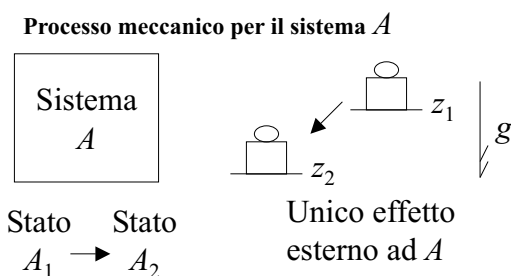 Processo meccanico per il sistema A
Sistema
A
z₁
z₂
g
Stato Stato
A₁ → A₂
Unico effetto
esterno ad A